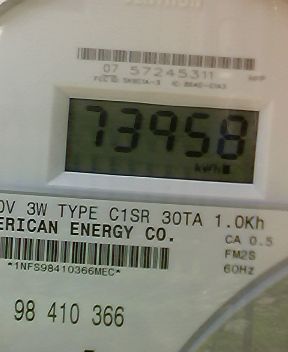 07 57245311
73958
kWh
0V 3W TYPE C1SR 30TA 1.0Kh
ERICAN ENERGY CO.
CA 0.5
*1NFS98410366MEC*
FM2S
60Hz
98 410 366